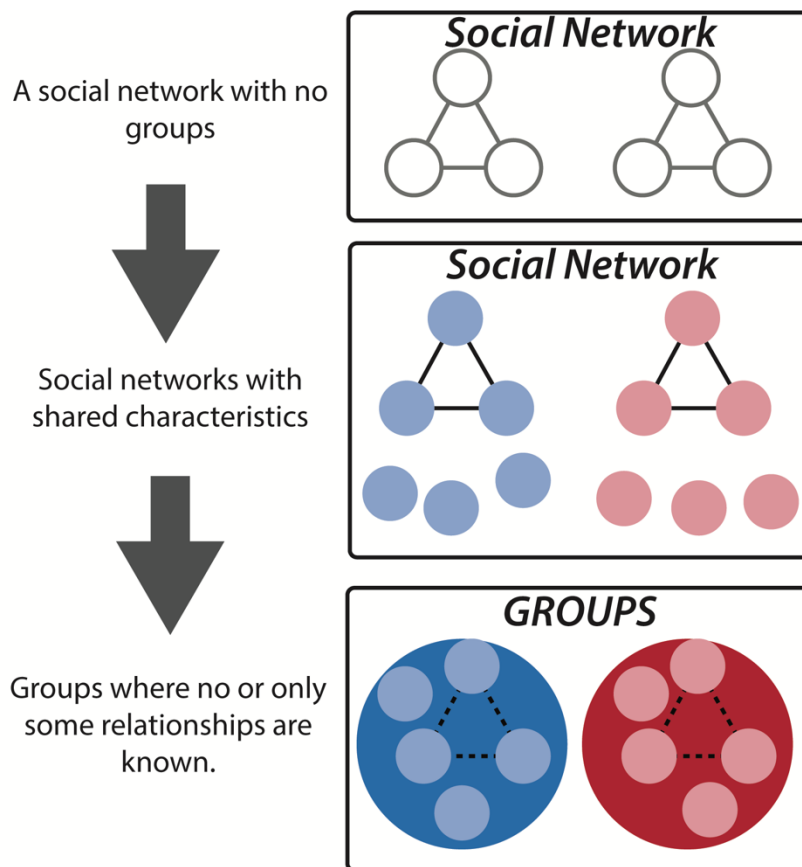 Social Network
A social network with no
groups
Social Network
Social networks with
shared characteristics
GROUPS
Groups where no or only
some relationships are
known.